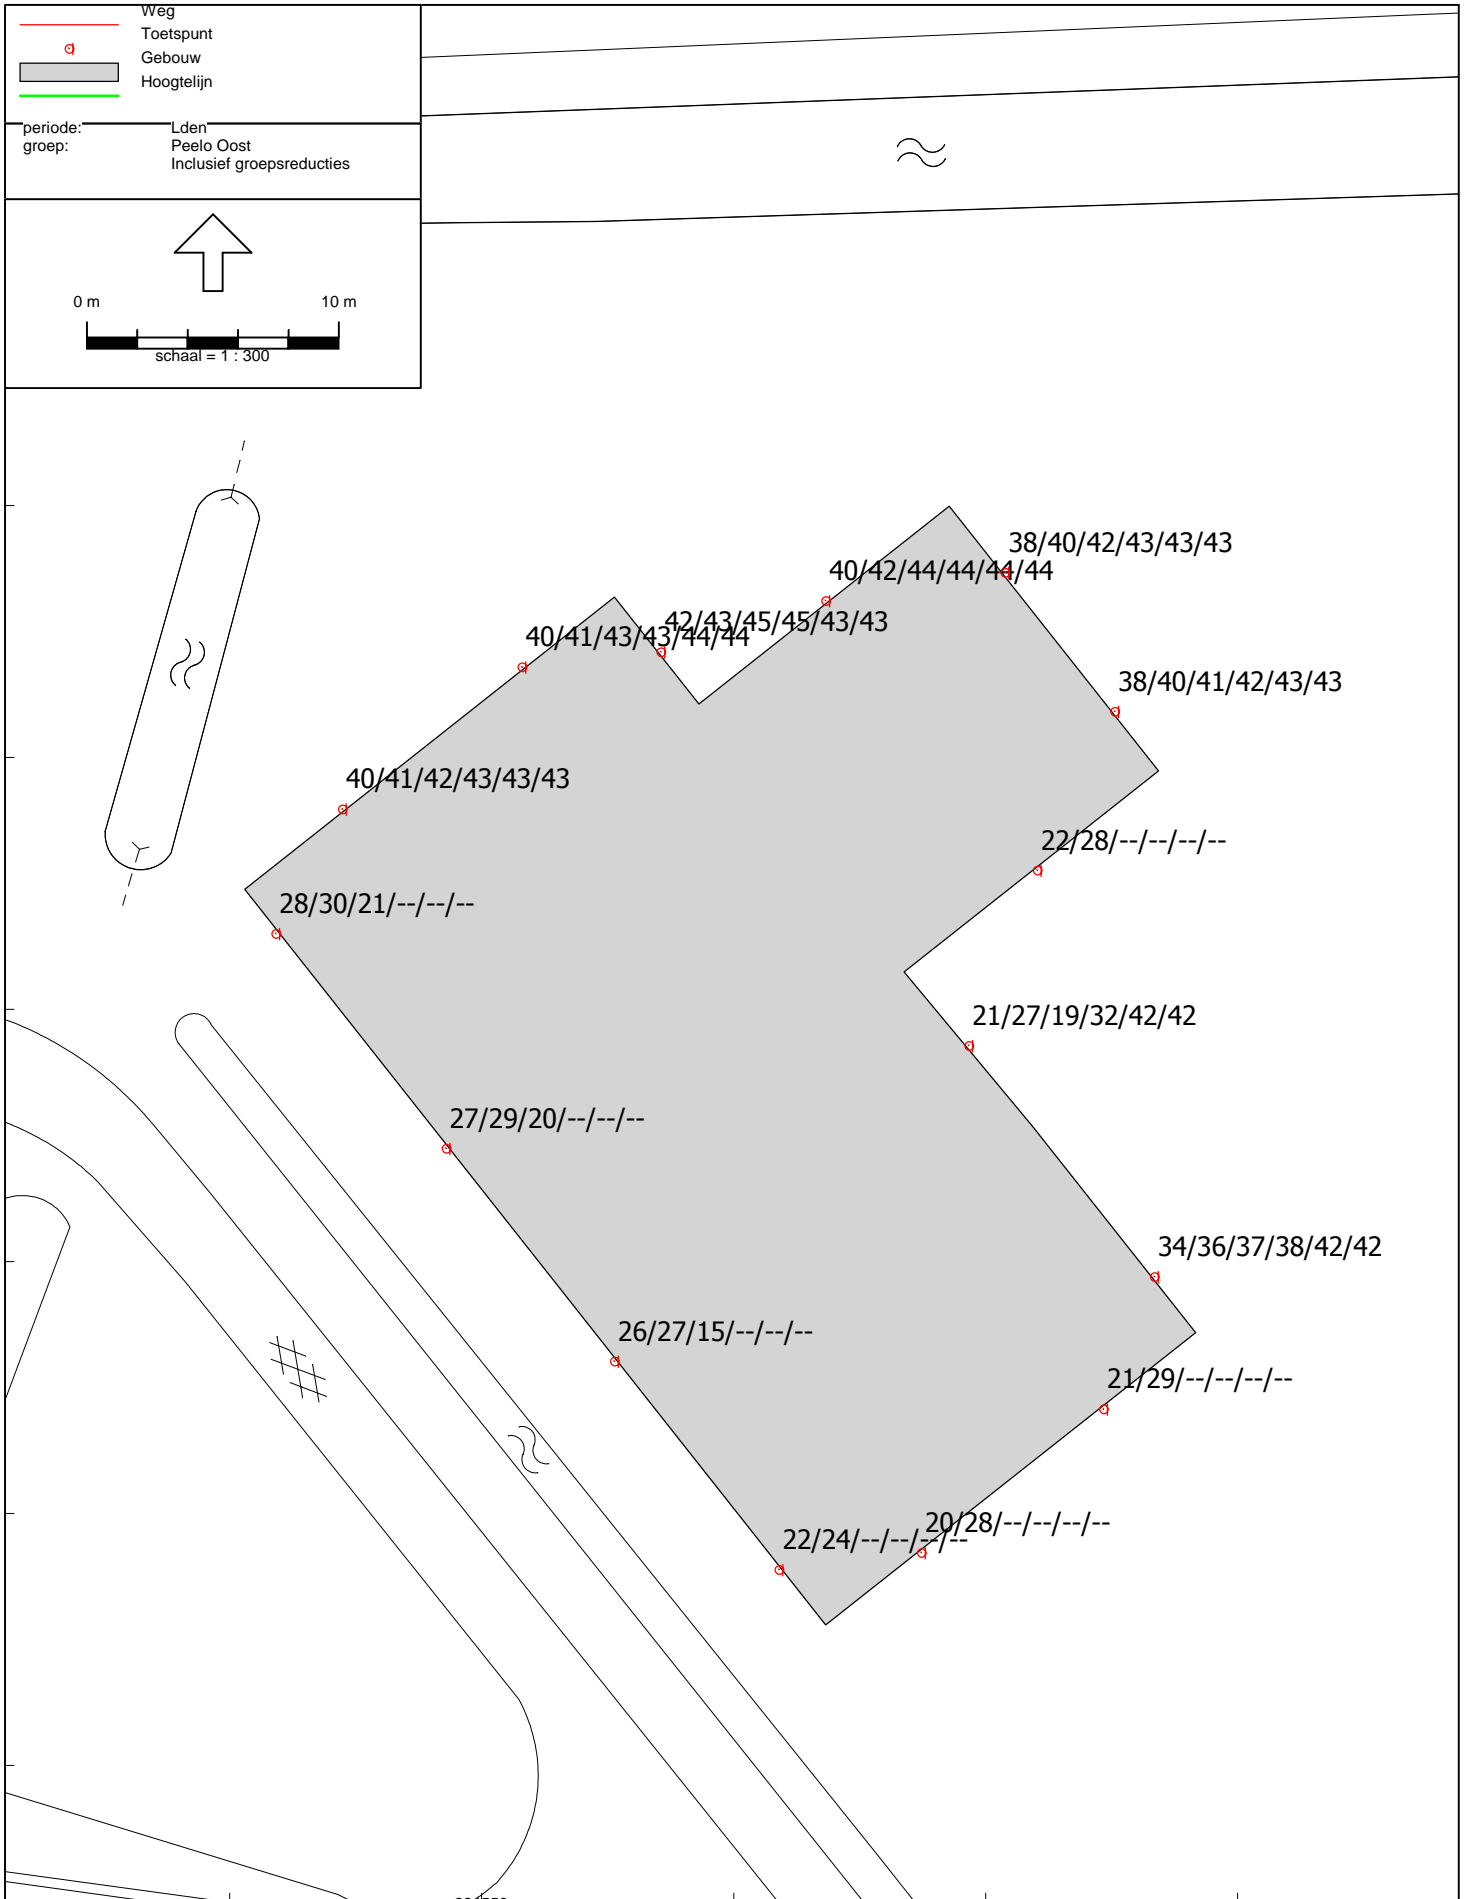 Weg
Toetspunt
Gebouw
Hoogtelijn
periode: Lden
groep: Peelo Oost
Inclusief groepsreducties
0 m 10 m
schaal = 1 : 300
38/40/42/43/43/43
40/42/44/44/44/44
42/43/45/45/43/43
40/41/43/43/44/44
38/40/41/42/43/43
40/41/42/43/43/43
22/28/--/--/--/--
28/30/21/--/--/--
21/27/19/32/42/42
27/29/20/--/--/--
34/36/37/38/42/42
26/27/15/--/--/--
21/29/--/--/--/--
20/28/--/--/--/--
22/24/--/--/--/--